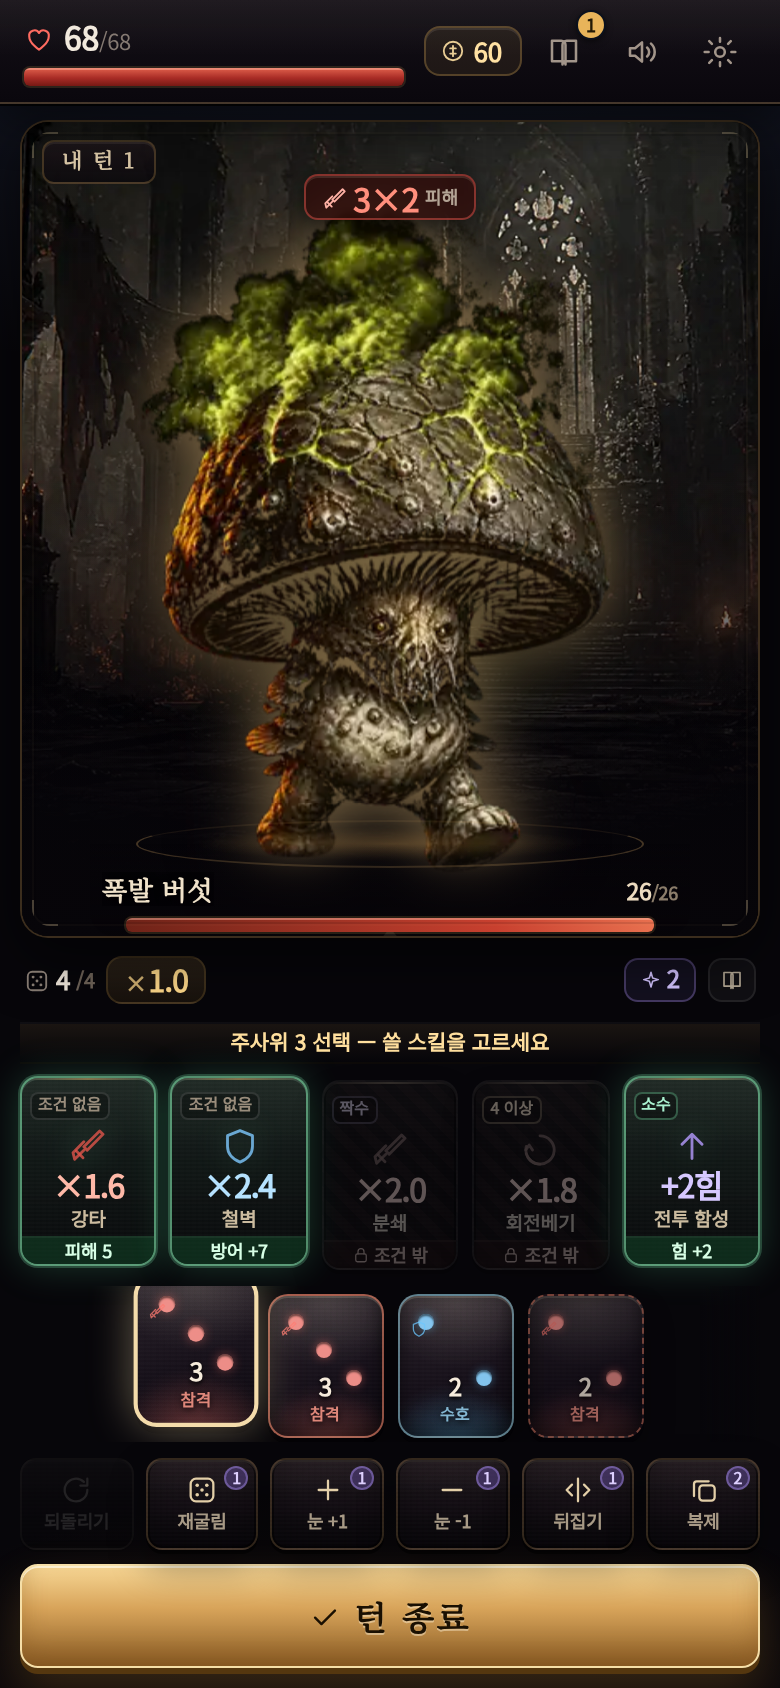 68/68
60
1
내 턴 1
3×2 피해
폭발 버섯
26/26
4 /4
×1.0
2
주사위 3 선택 — 쓸 스킬을 고르세요
조건 없음
×1.6
강타
피해 5
조건 없음
×2.4
철벽
방어 +7
짝수
×2.0
분쇄
조건 밖
4 이상
×1.8
회전베기
조건 밖
소수
+2힘
전투 함성
힘 +2
3
참격
3
참격
2
수호
2
참격
되돌리기
1
재굴림
1
눈 +1
1
눈 -1
1
뒤집기
2
복제
턴 종료